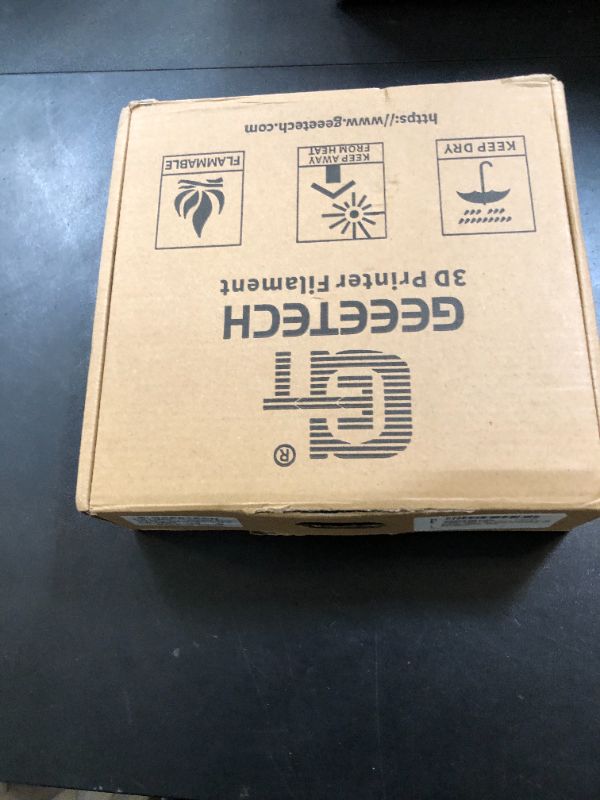 ®
GEEETECH
3D Printer Filament
KEEP DRY
KEEP AWAY
FROM HEAT
FLAMMABLE
https://www.geeetech.com